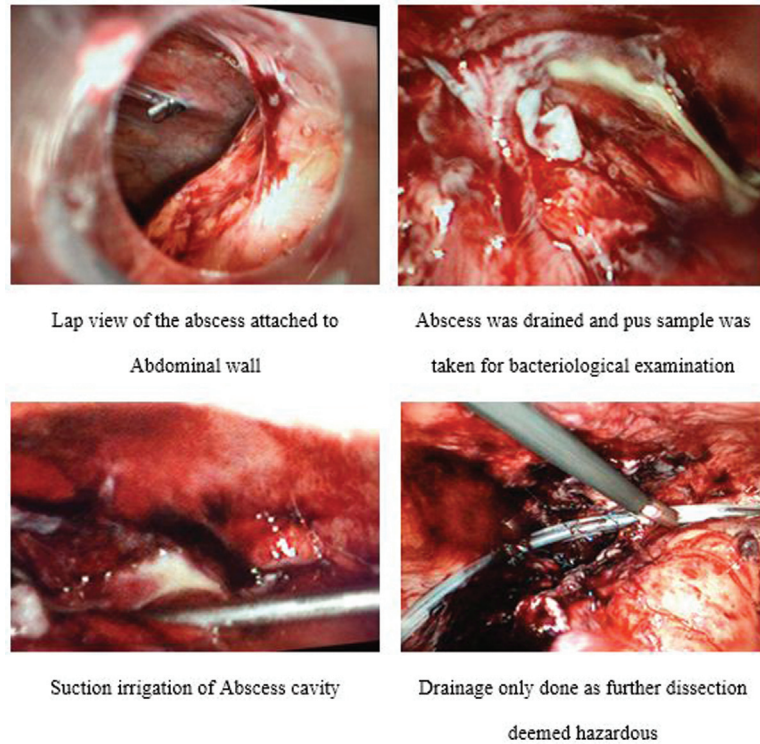 Lap view of the abscess attached to
Abdominal wall
Abscess was drained and pus sample was
taken for bacteriological examination
Suction irrigation of Abscess cavity
Drainage only done as further dissection
deemed hazardous